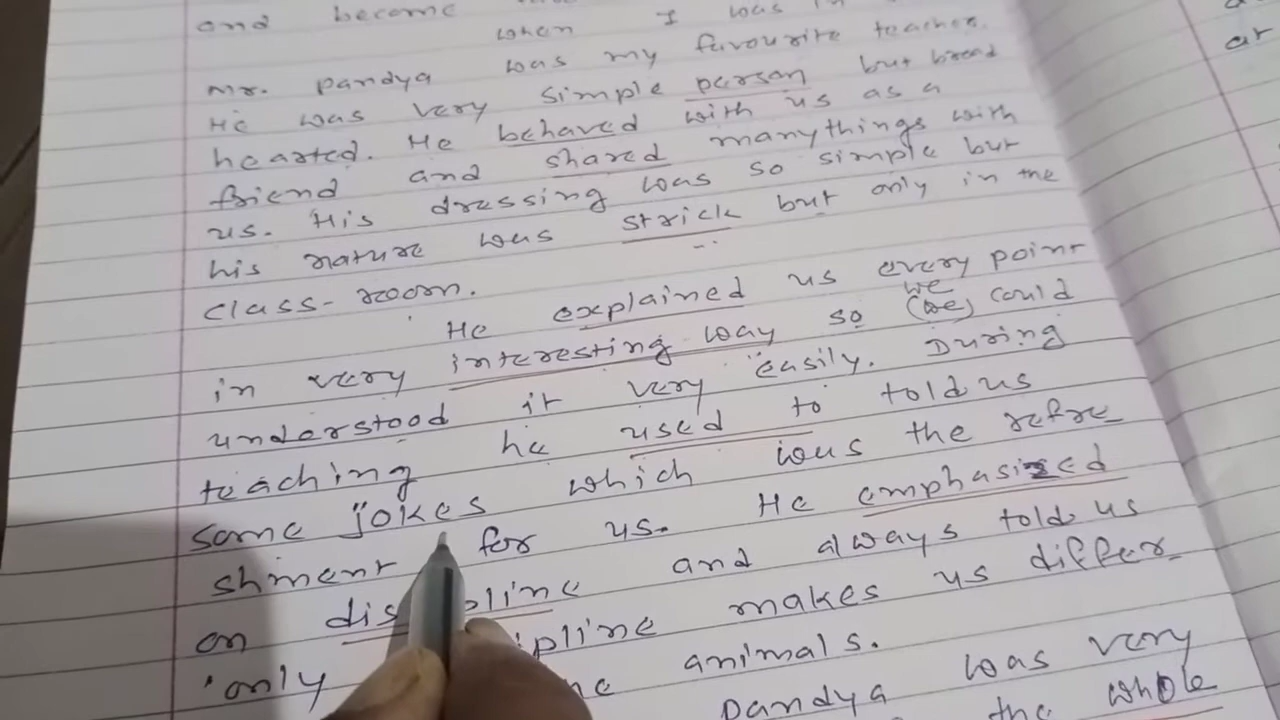 and become
when I was in
Mr. pandya was my favourite teacher.
He was very simple person but broad
hearted. He behaved with us as a
friend and shared manythings with
us. His dressing was so simple but
his nature was strick but only in the
class-room.
He explained us every point
we
in very interesting way so (we) could
understood it very easily. During
teaching he used to told us
some jokes which was the refre-
shment for us. He emphasized
on dis pline and always told us
only ipline makes us differ-
animals.
Pandya was very
the whole
ar